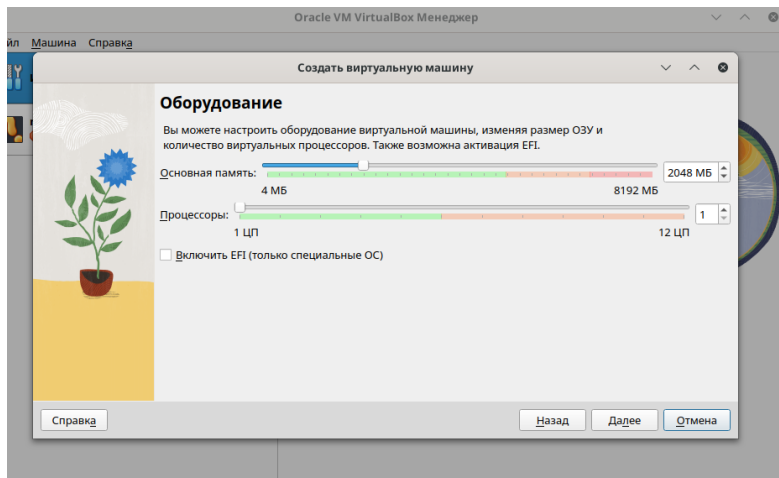 Oracle VM VirtualBox Менеджер
йл Машина Справка
Создать виртуальную машину
Оборудование
Вы можете настроить оборудование виртуальной машины, изменяя размер ОЗУ и
количество виртуальных процессоров. Также возможна активация EFI.
Основная память: 2048 МБ
4 МБ 8192 МБ
Процессоры: 1
1 ЦП 12 ЦП
Включить EFI (только специальные ОС)
Справка Назад Далее Отмена